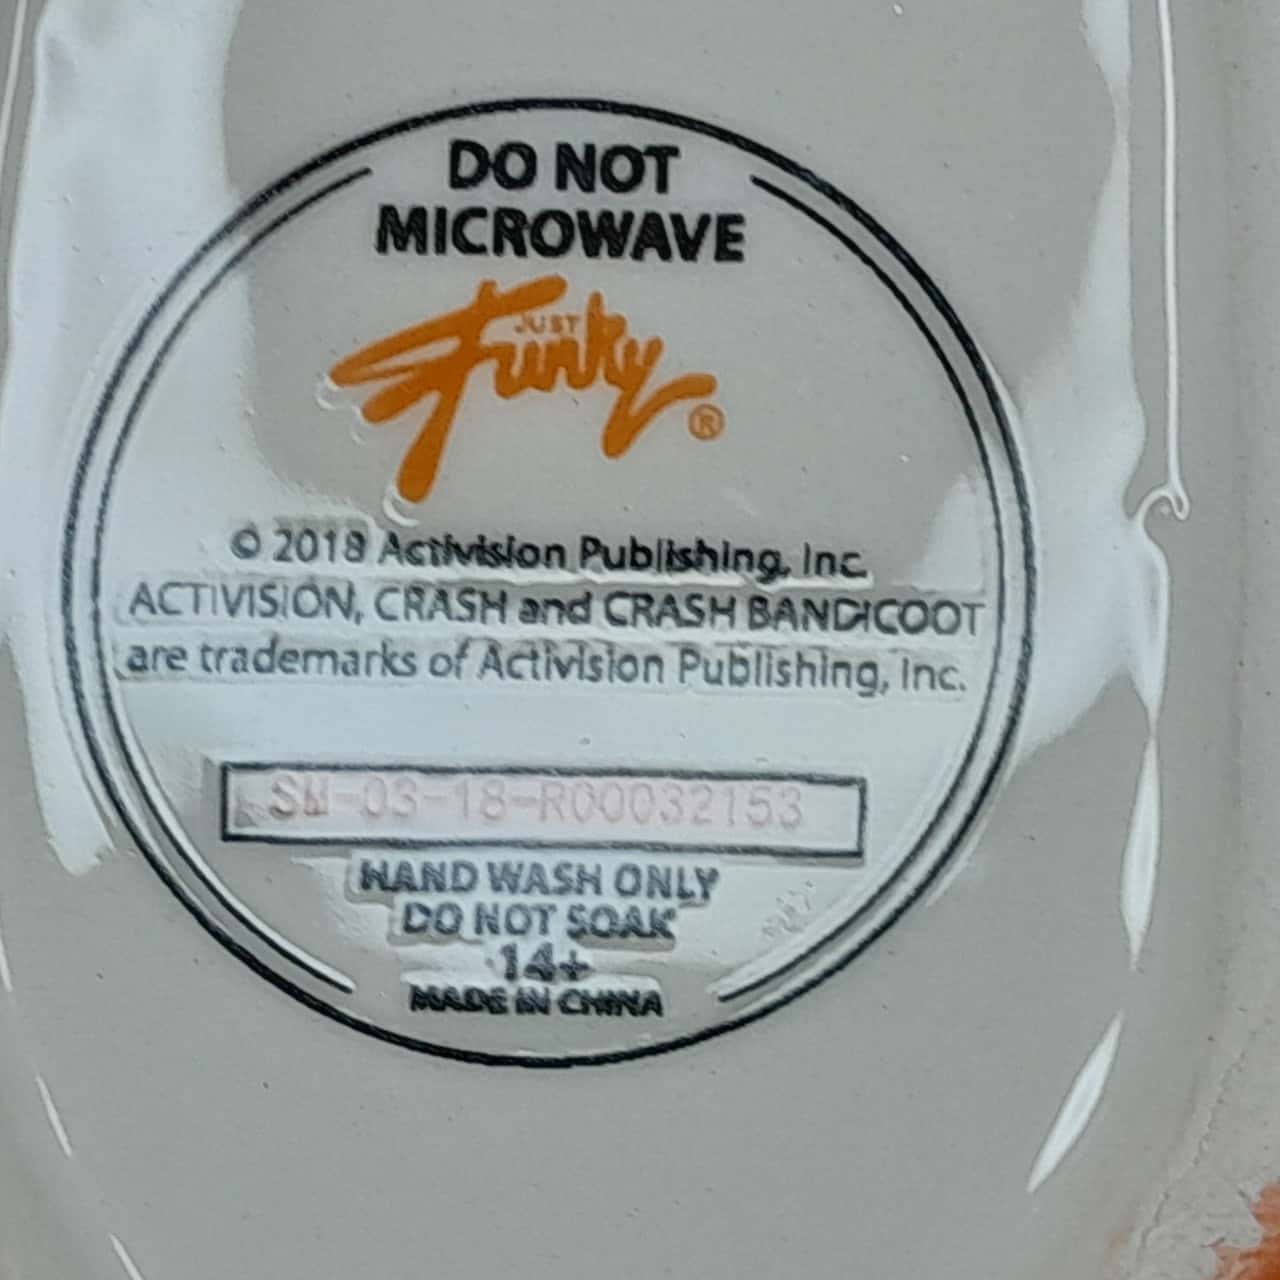 DO NOT
MICROWAVE
JUST
Funky®
© 2018 Activision Publishing, Inc.
ACTIVISION, CRASH and CRASH BANDICOOT
are trademarks of Activision Publishing, Inc.
SM-03-18-R00032153
HAND WASH ONLY
DO NOT SOAK
14+
MADE IN CHINA